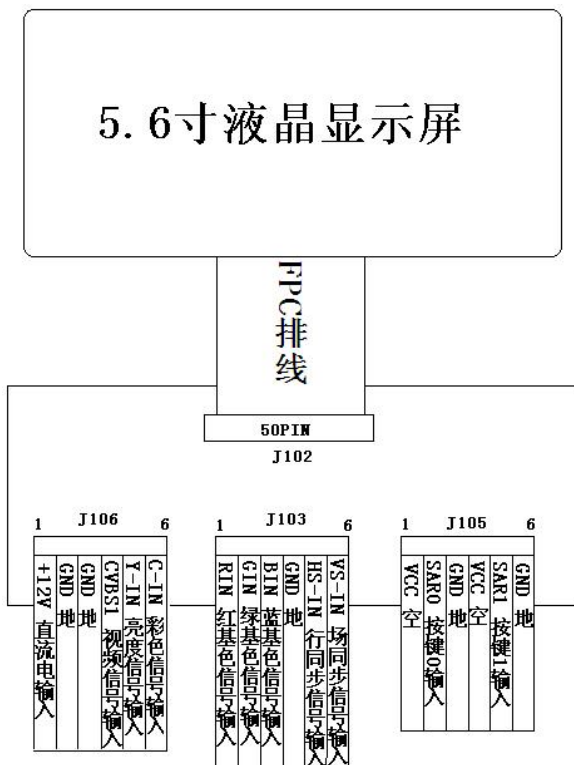 5.6寸液晶显示屏
FPC排线
50PIN
J102
1 J106 6
+12V 直流电输入
GND 地
GND 地
CVBS1 视频信号输入
Y-IN 亮度信号输入
C-IN 彩色信号输入
1 J103 6
RIN 红基色信号输入
GIN 绿基色信号输入
BIN 蓝基色信号输入
GND 地
HS-IN 行同步信号输入
VS-IN 场同步信号输入
1 J105 6
VCC 空
SAR0 按键0输入
GND 地
VCC 空
SAR1 按键1输入
GND 地